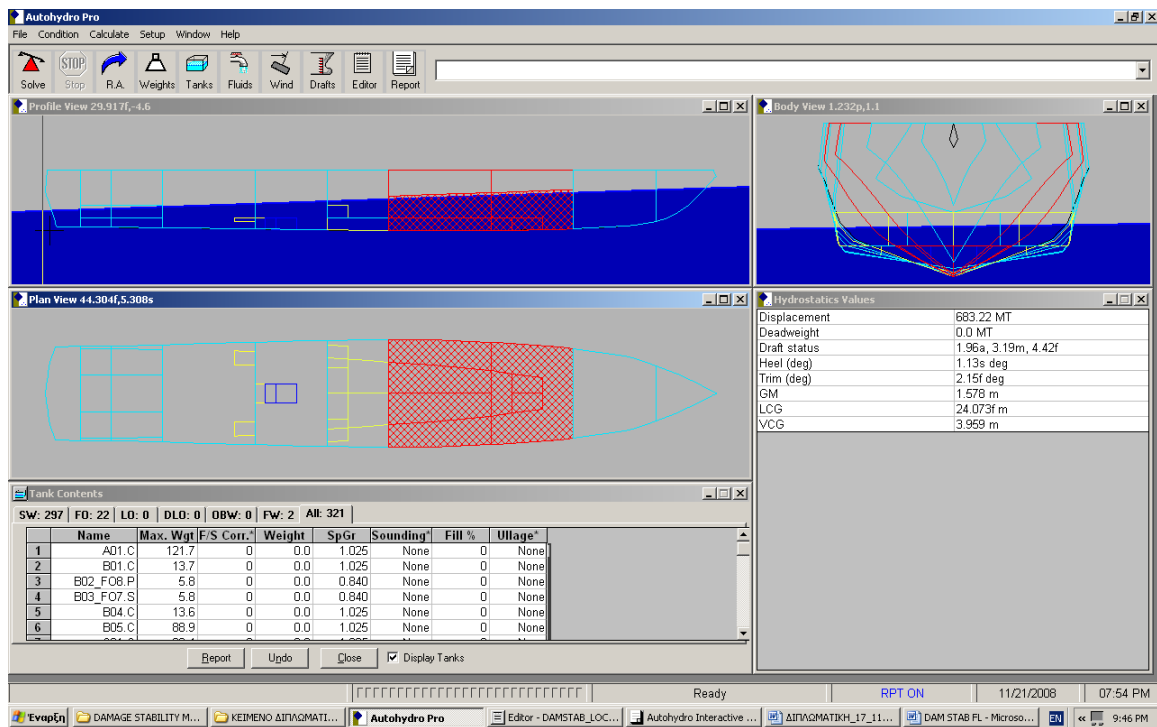 Autohydro Pro
File Condition Calculate Setup Window Help
Solve Stop R.A. Weights Tanks Fluids Wind Drafts Editor Report
Profile View 29.917f,-4.6
Body View 1.232p,1.1
Plan View 44.304f,5.308s
Hydrostatics Values
Displacement 683.22 MT
Deadweight 0.0 MT
Draft status 1.96a, 3.19m, 4.42f
Heel (deg) 1.13s deg
Trim (deg) 2.15f deg
GM 1.578 m
LCG 24.073f m
VCG 3.959 m
Tank Contents
SW: 297 FO: 22 LO: 0 DLO: 0 OBW: 0 FW: 2 All: 321
Name Max. Wgt F/S Corr.* Weight SpGr Sounding* Fill % Ullage*
1 A01.C 121.7 0 0.0 1.025 None 0 None
2 B01.C 13.7 0 0.0 1.025 None 0 None
3 B02_FO8.P 5.8 0 0.0 0.840 None 0 None
4 B03_FO7.S 5.8 0 0.0 0.840 None 0 None
5 B04.C 13.6 0 0.0 1.025 None 0 None
6 B05.C 88.9 0 0.0 1.025 None 0 None
Report Undo Close Display Tanks
Ready RPT ON 11/21/2008 07:54 PM
Έναρξη DAMAGE STABILITY M... ΚΕΙΜΕΝΟ ΔΙΠΛΩΜΑΤΙ... Autohydro Pro Editor - DAMSTAB_LOC... Autohydro Interactive ... ΔΙΠΛΩΜΑΤΙΚΗ_17_11... DAM STAB FL - Microso... EN « 9:46 PM